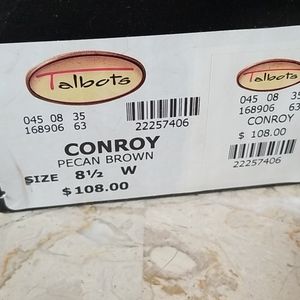 Talbots
045 08 35
168906 63
22257406
CONROY
PECAN BROWN
SIZE 8½ W
$108.00
Talbots
045 08 35
168906 63
CONROY
$ 108.00
22257406